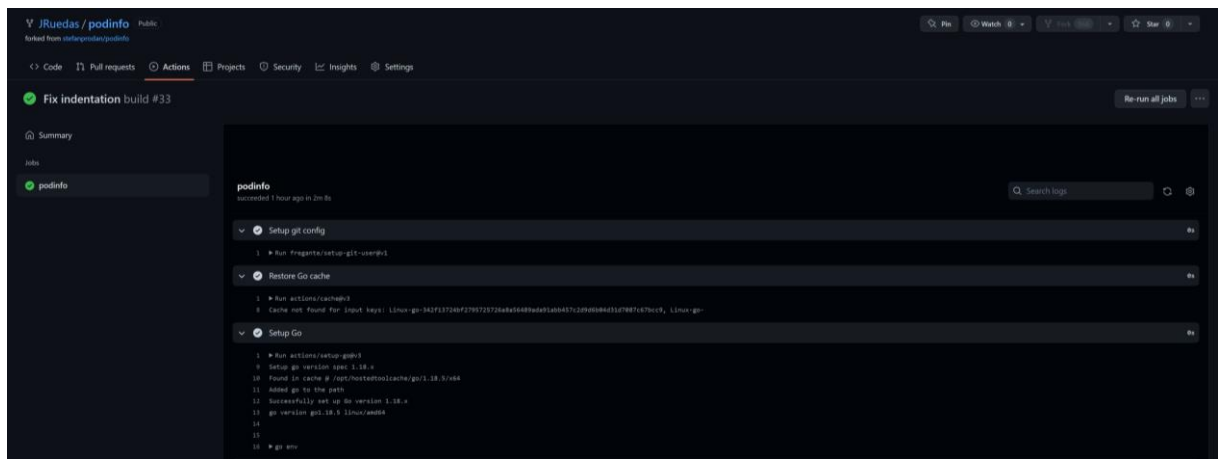 JRuedas / podinfo Public
Pin Watch 0 Fork Star 0
forked from stefanprodan/podinfo
Code Pull requests Actions Projects Security Insights Settings
Fix indentation build #33
Re-run all jobs
Summary
Jobs
podinfo
podinfo
succeeded 1 hour ago in 2m 8s
Search logs
Setup git config 0s
1 Run fregante/setup-git-user@v1
Restore Go cache 0s
1 Run actions/cache@v3
8 Cache not found for input keys: Linux-go-
Setup Go 0s
1 Run actions/setup-go@v3
9 Setup go version spec 1.18.x
10 Found in cache @ /opt/hostedtoolcache/go/1.18.5/x64
11 Added go to the path
12 Successfully set up Go version 1.18.x
13 go version go1.18.5 linux/amd64
14
15
16 go env